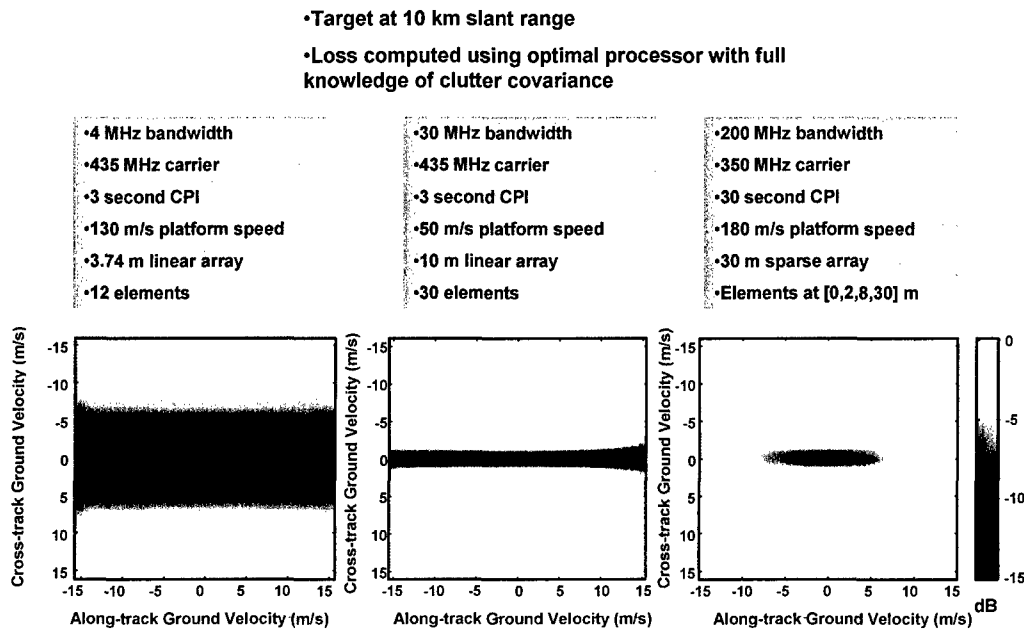 •Target at 10 km slant range
•Loss computed using optimal processor with full
knowledge of clutter covariance
•4 MHz bandwidth
•435 MHz carrier
•3 second CPI
•130 m/s platform speed
•3.74 m linear array
•12 elements
•30 MHz bandwidth
•435 MHz carrier
•3 second CPI
•50 m/s platform speed
•10 m linear array
•30 elements
•200 MHz bandwidth
•350 MHz carrier
•30 second CPI
•180 m/s platform speed
•30 m sparse array
•Elements at [0,2,8,30] m
Cross-track Ground Velocity (m/s)
-15
-10
-5
0
5
10
15
-15 -10 -5 0 5 10 15
Along-track Ground Velocity (m/s)
Cross-track Ground Velocity (m/s)
-15
-10
-5
0
5
10
15
-15 -10 -5 0 5 10 15
Along-track Ground Velocity (m/s)
Cross-track Ground Velocity (m/s)
-15
-10
-5
0
5
10
15
-15 -10 -5 0 5 10 15
Along-track Ground Velocity (m/s)
0
-5
-10
-15
dB